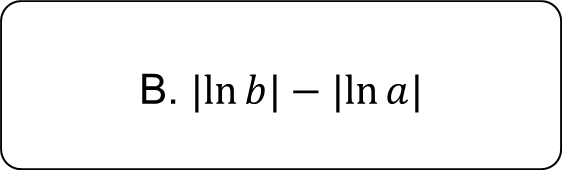 B. |ln b| − |ln a|